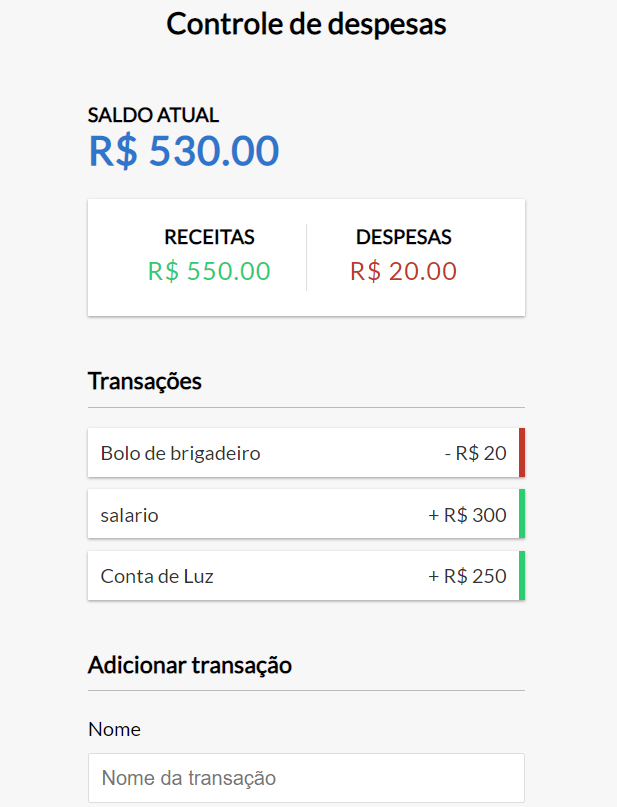 Controle de despesas
SALDO ATUAL
R$ 530.00
RECEITAS DESPESAS
R$ 550.00 R$ 20.00
Transações
Bolo de brigadeiro - R$ 20
salario + R$ 300
Conta de Luz + R$ 250
Adicionar transação
Nome
Nome da transação